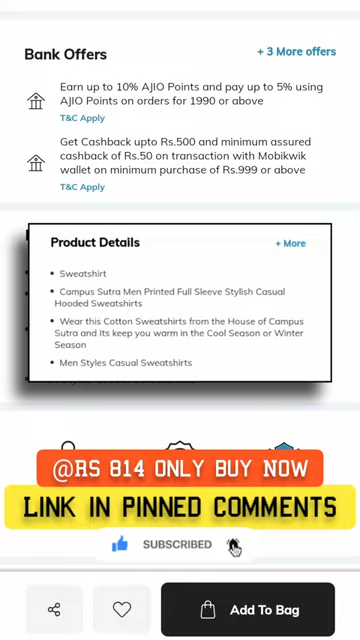 Bank Offers
+ 3 More offers
Earn up to 10% AJIO Points and pay up to 5% using
AJIO Points on orders for 1990 or above
T&C Apply
Get Cashback upto Rs.500 and minimum assured
cashback of Rs.50 on transaction with Mobikwik
wallet on minimum purchase of Rs.999 or above
T&C Apply
Product Details
+ More
Sweatshirt
Campus Sutra Men Printed Full Sleeve Stylish Casual
Hooded Sweatshirts
Wear this Cotton Sweatshirts from the House of Campus
Sutra and Its keep you warm in the Cool Season or Winter
Season
Men Styles Casual Sweatshirts
@RS 814 ONLY BUY NOW
LINK IN PINNED COMMENTS
SUBSCRIBED
Add To Bag